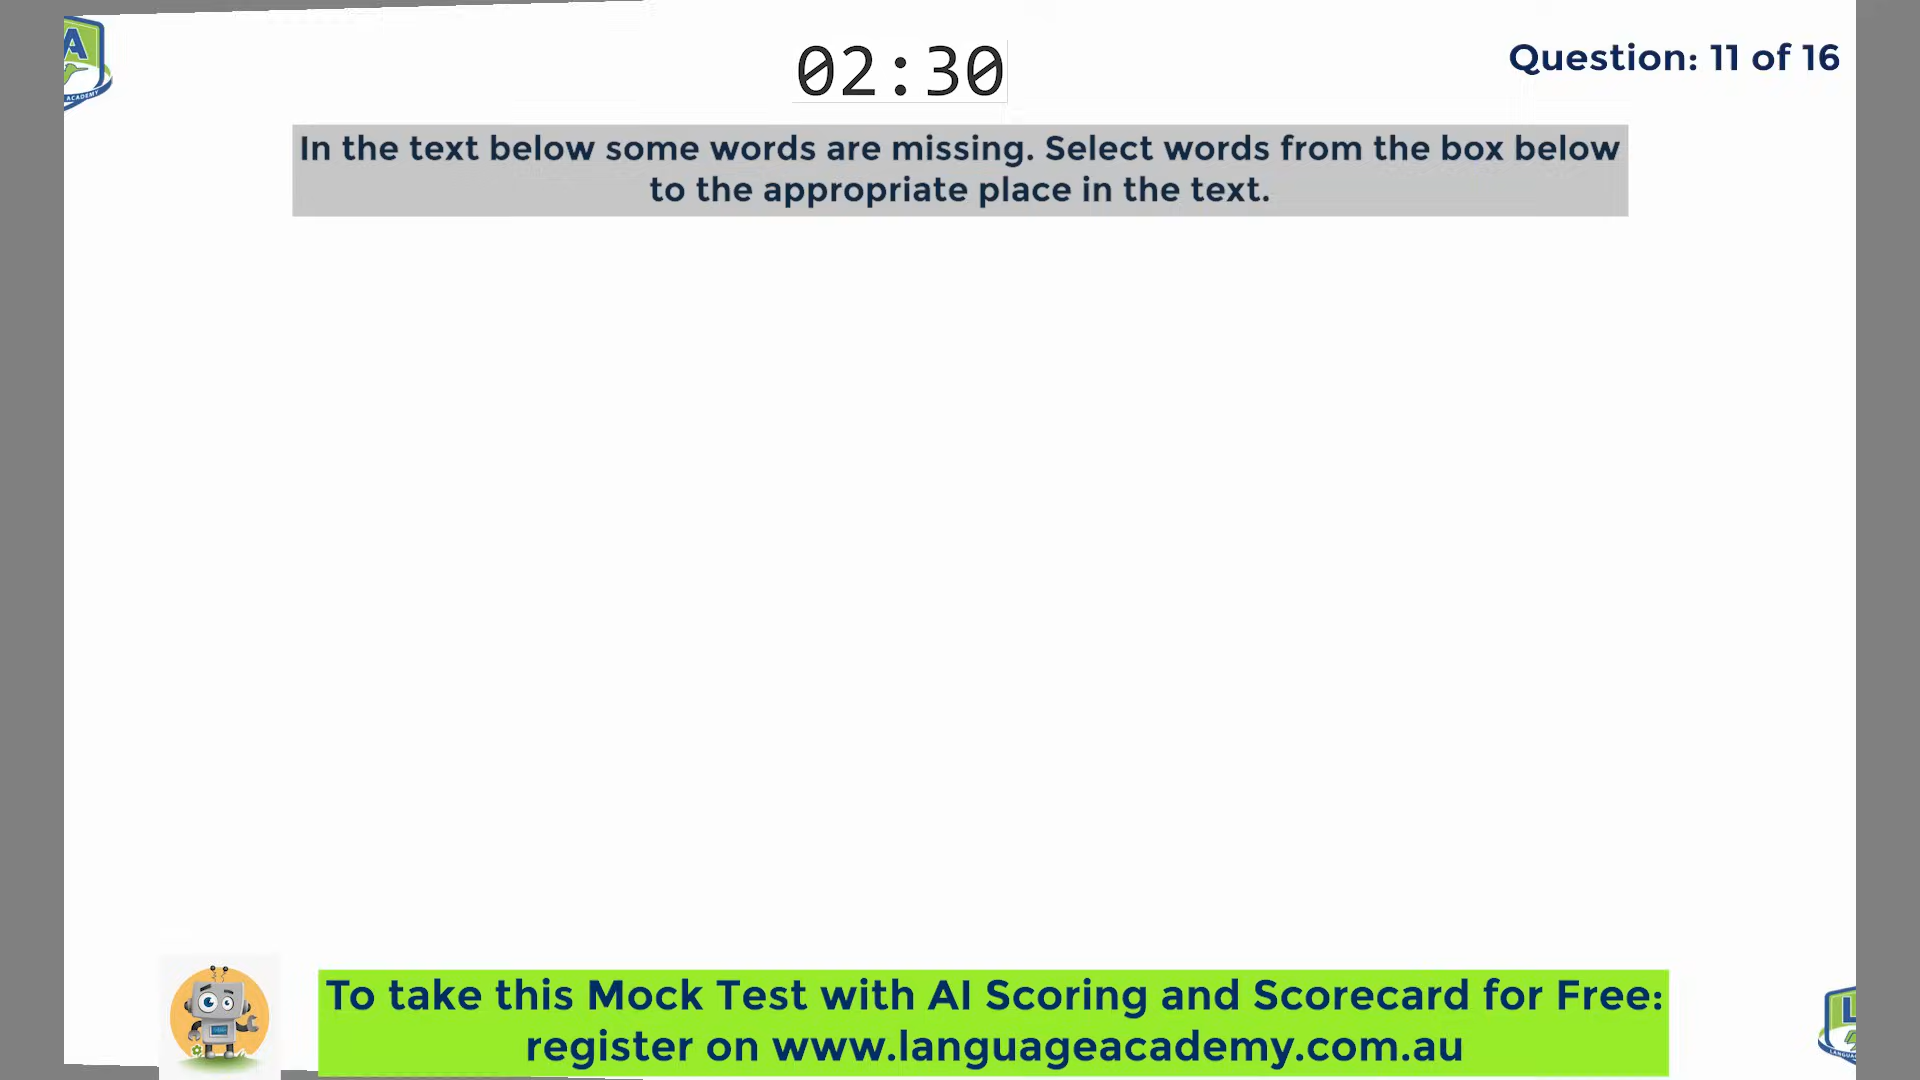 A
ACADEMY
02:30
Question: 11 of 16
In the text below some words are missing. Select words from the box below
to the appropriate place in the text.
To take this Mock Test with AI Scoring and Scorecard for Free:
register on www.languageacademy.com.au